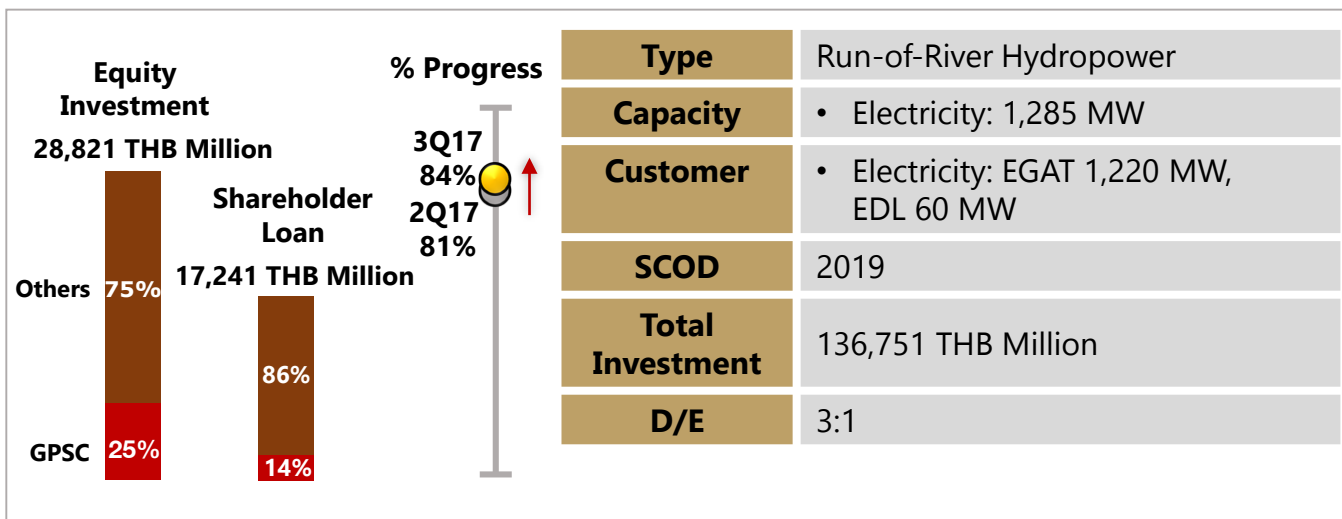 Equity
Investment
28,821 THB Million
Others
75%
GPSC
25%
Shareholder
Loan
17,241 THB Million
86%
14%
% Progress
3Q17
84%
2Q17
81%
Type
Run-of-River Hydropower
Capacity
• Electricity: 1,285 MW
Customer
• Electricity: EGAT 1,220 MW,
EDL 60 MW
SCOD
2019
Total
Investment
136,751 THB Million
D/E
3:1